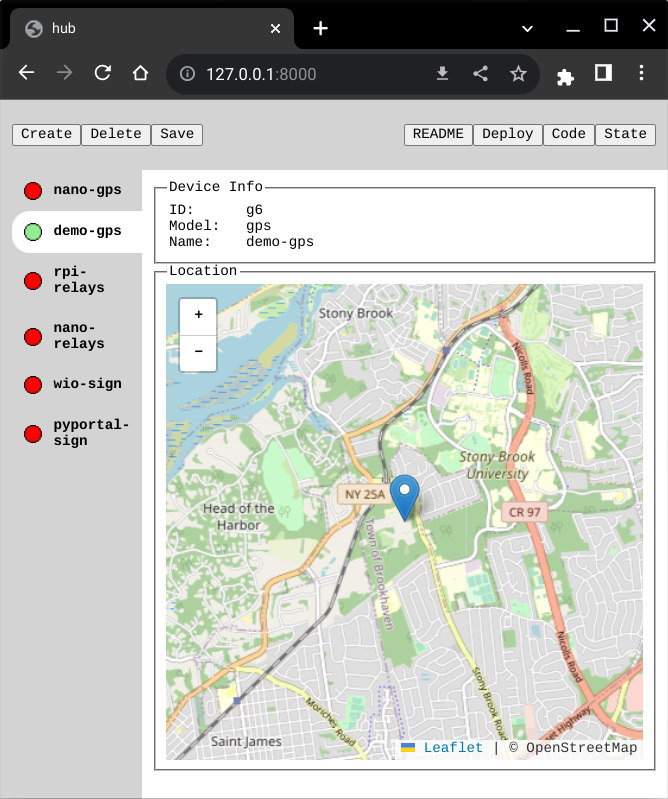 hub
127.0.0.1:8000
Create Delete Save README Deploy Code State
nano-gps
demo-gps
rpi-
relays
nano-
relays
wio-sign
pyportal-
sign
Device Info
ID: g6
Model: gps
Name: demo-gps
Location
+
−
Stony Brook
Nicolls Road
Stony Brook
University
NY 25A
CR 97
Head of the
Harbor
Town of Brookhaven
Nicolls Road
Stony Brook Road
Moriches Road
set Highway
Saint James
Leaflet | © OpenStreetMap